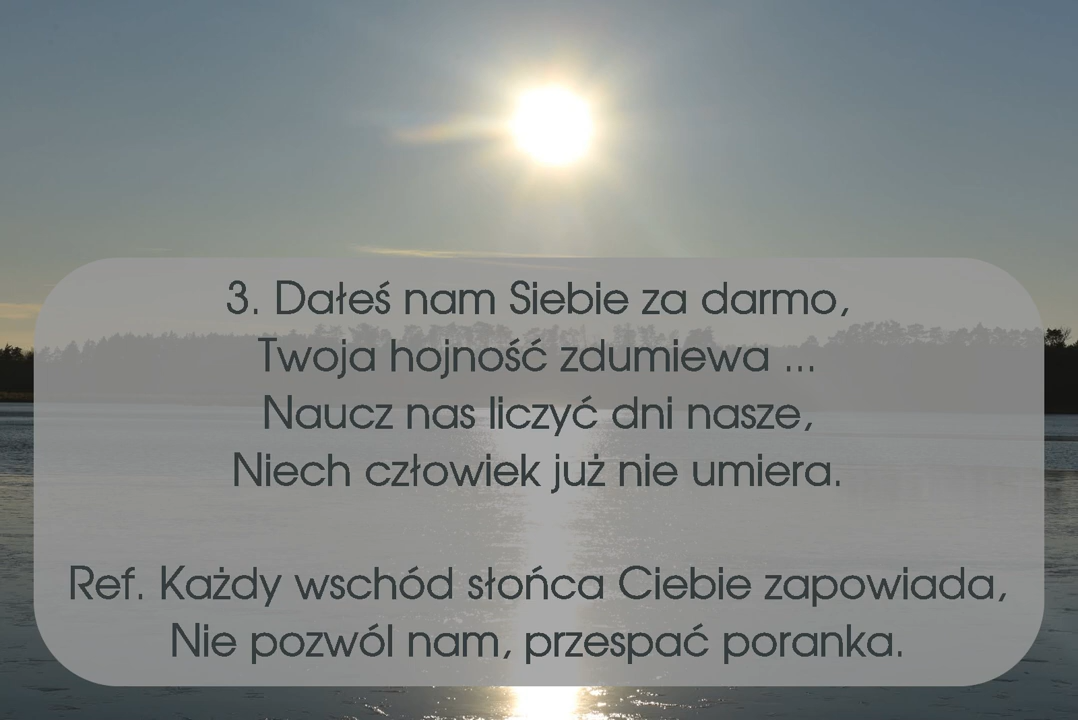 3. Dałeś nam Siebie za darmo,
Twoja hojność zdumiewa ...
Naucz nas liczyć dni nasze,
Niech człowiek już nie umiera.
Ref. Każdy wschód słońca Ciebie zapowiada,
Nie pozwól nam, przespać poranka.